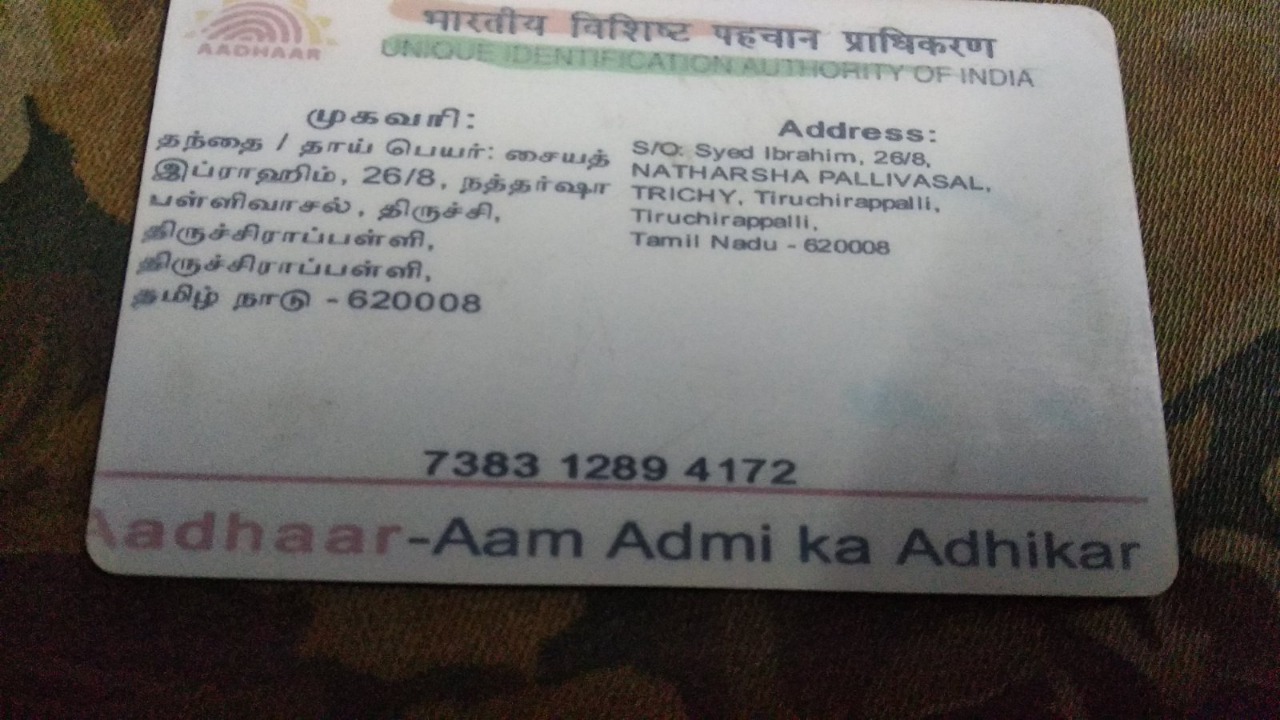 AADHAAR
भारतीय विशिष्ट पहचान प्राधिकरण
UNIQUE IDENTIFICATION AUTHORITY OF INDIA
முகவரி:
தந்தை / தாய் பெயர்: சையத்
இப்ராஹிம், 26/8, நத்தர்ஷா
பள்ளிவாசல், திருச்சி,
திருச்சிராப்பள்ளி,
திருச்சிராப்பள்ளி,
தமிழ் நாடு - 620008
Address:
S/O: Syed Ibrahim, 26/8,
NATHARSHA PALLIVASAL,
TRICHY, Tiruchirappalli,
Tiruchirappalli,
Tamil Nadu - 620008
7383 1289 4172
Aadhaar-Aam Admi ka Adhikar